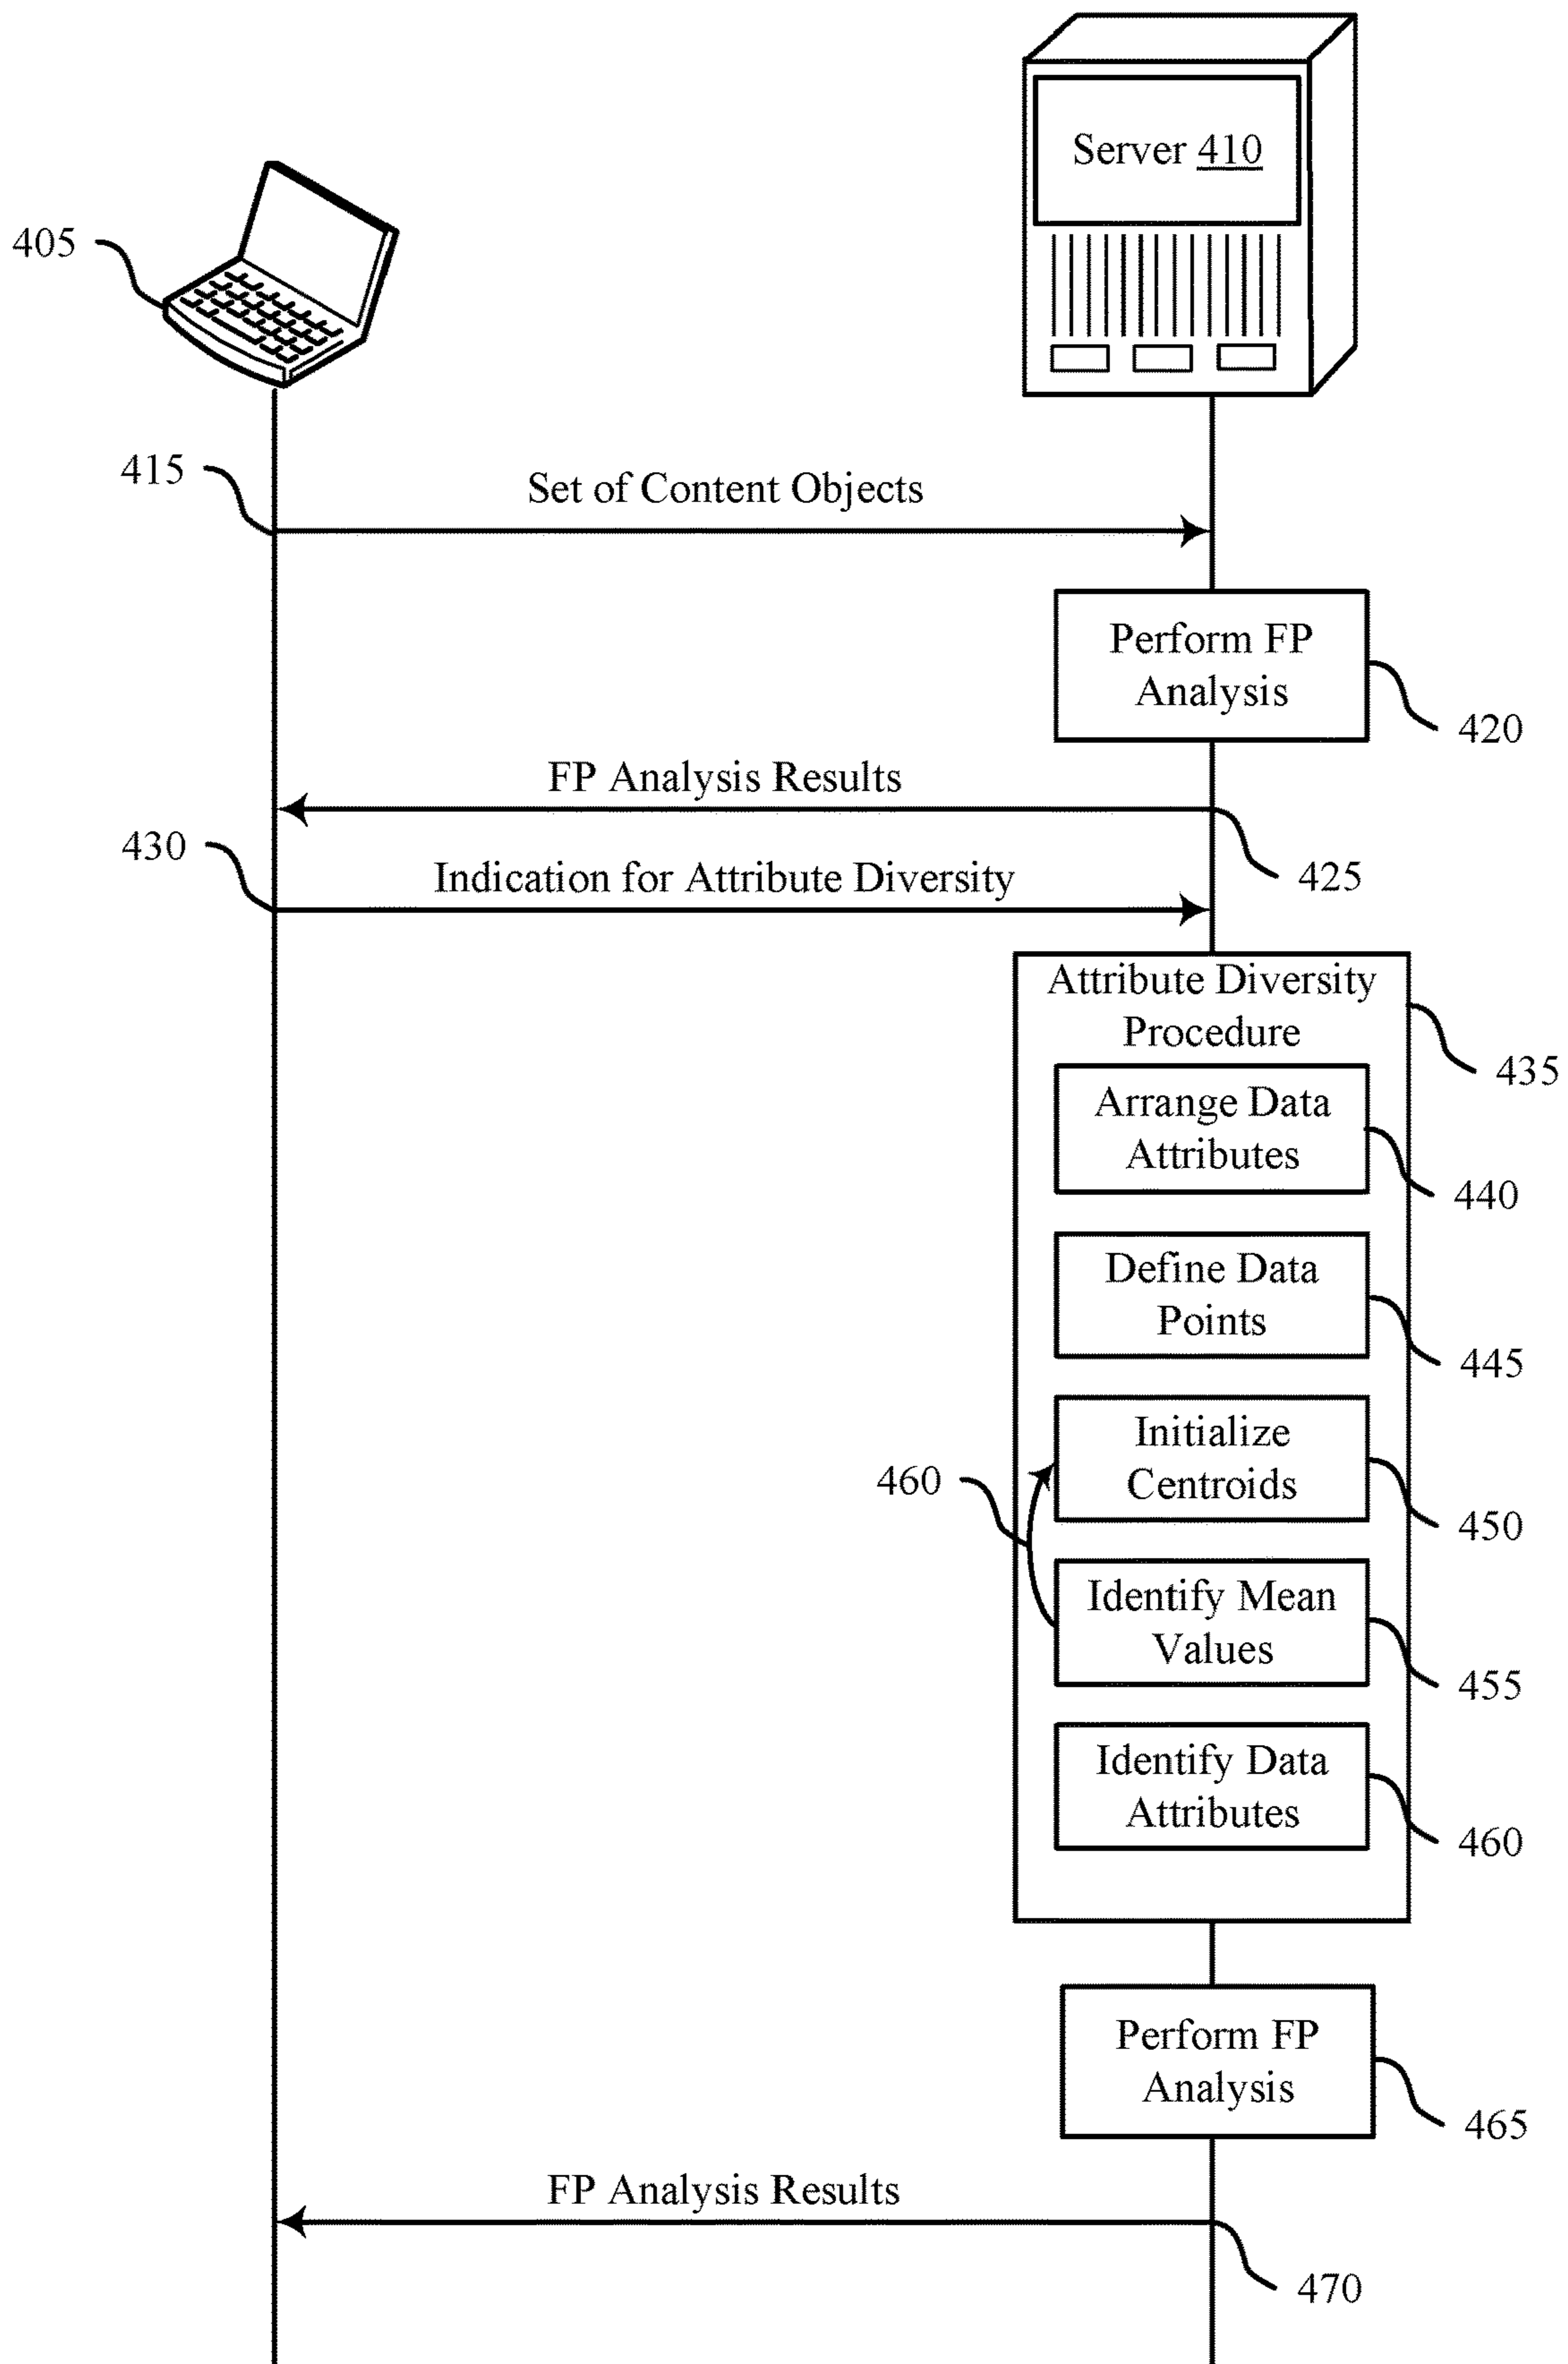 Server 410
405
415
Set of Content Objects
Perform FP
Analysis
420
FP Analysis Results
430
Indication for Attribute Diversity
425
Attribute Diversity
Procedure
435
Arrange Data
Attributes
440
Define Data
Points
445
Initialize
Centroids
460
450
Identify Mean
Values
455
Identify Data
Attributes
460
Perform FP
Analysis
465
FP Analysis Results
470